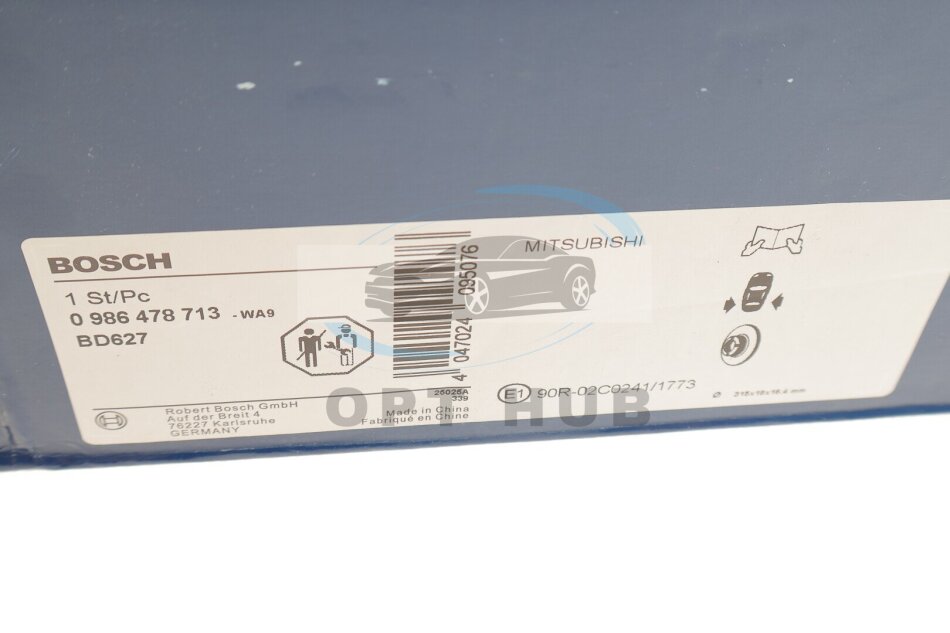 BOSCH
1 St/Pc
0 986 478 713 -WA9
BD627
Robert Bosch GmbH
Auf der Breit 4
76227 Karlsruhe
GERMANY
4 047024 095076
25025A
339
Made in China
Fabriqué en Chine
MITSUBISHI
E1 90R-02C0241/1773
OPT HUB